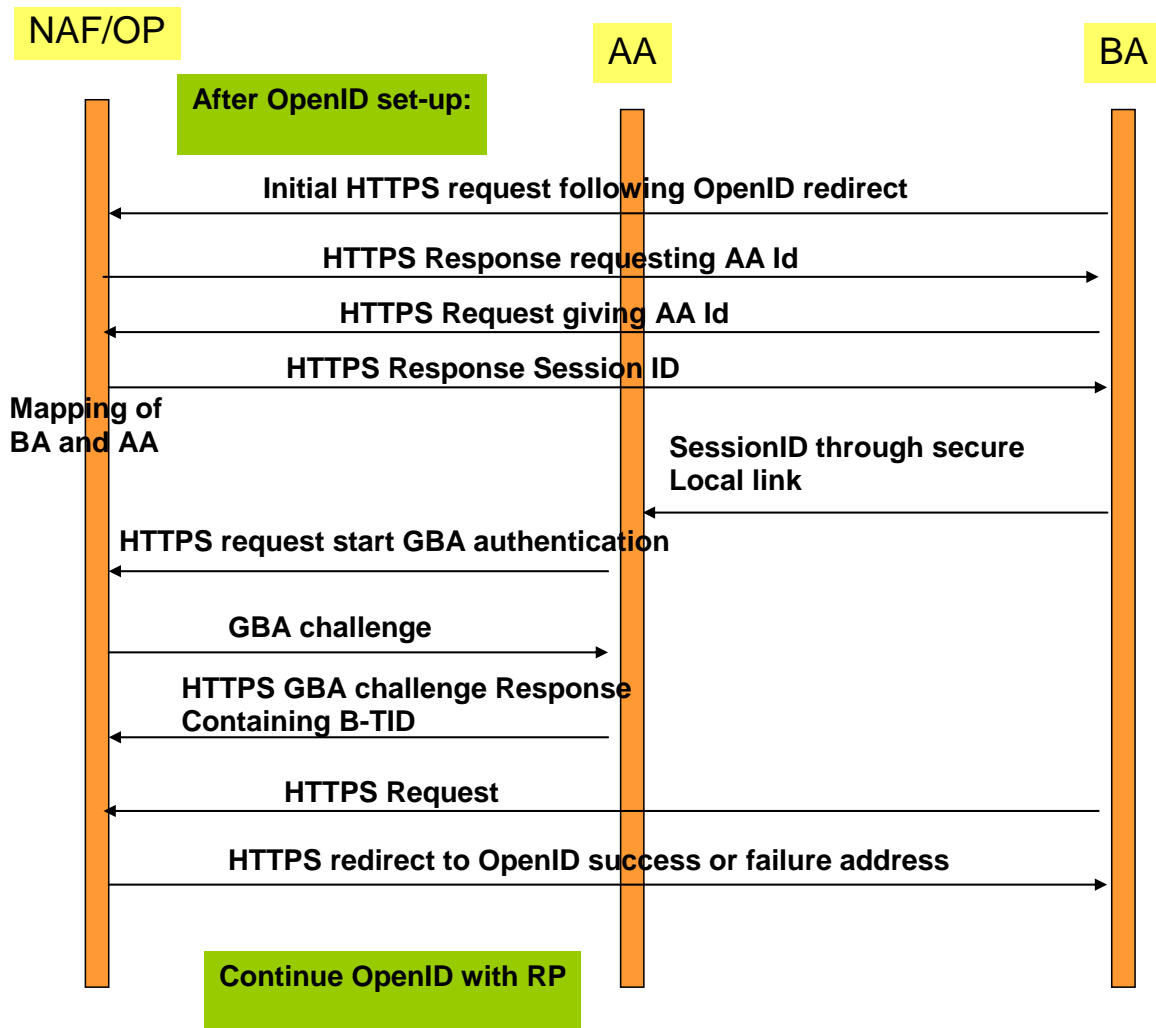 NAF/OP
AA
BA
After OpenID set-up:
Initial HTTPS request following OpenID redirect
HTTPS Response requesting AA Id
HTTPS Request giving AA Id
HTTPS Response Session ID
Mapping of
BA and AA
SessionID through secure
Local link
HTTPS request start GBA authentication
GBA challenge
HTTPS GBA challenge Response
Containing B-TID
HTTPS Request
HTTPS redirect to OpenID success or failure address
Continue OpenID with RP